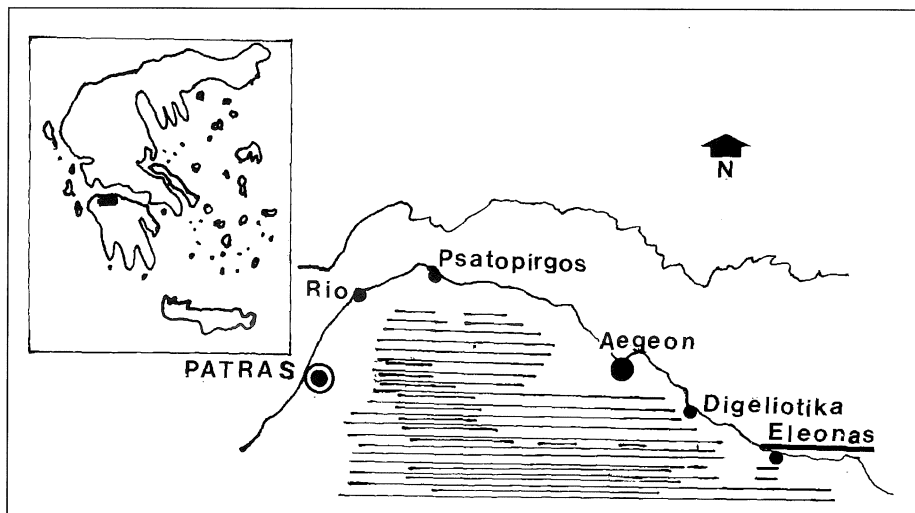 N
Psatopirgos
Rio
Aegeon
PATRAS
Digeliotika
Eleonas